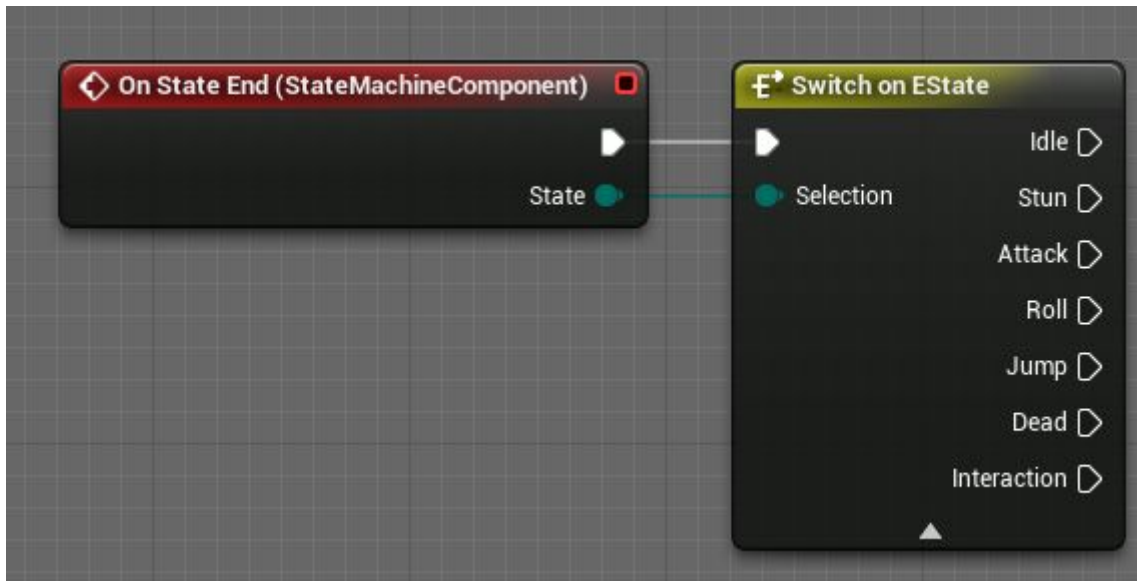 On State End (StateMachineComponent)
State
Switch on EState
Selection
Idle
Stun
Attack
Roll
Jump
Dead
Interaction